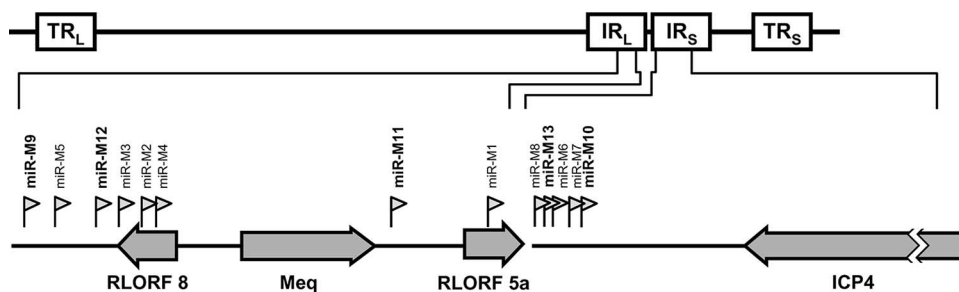 TRL IRL IRS TRS
miR-M9 miR-M5 miR-M12 miR-M3 miR-M2 miR-M4 miR-M11 miR-M1 miR-M8 miR-M13 miR-M6 miR-M7 miR-M10
RLORF 8 Meq RLORF 5a ICP4